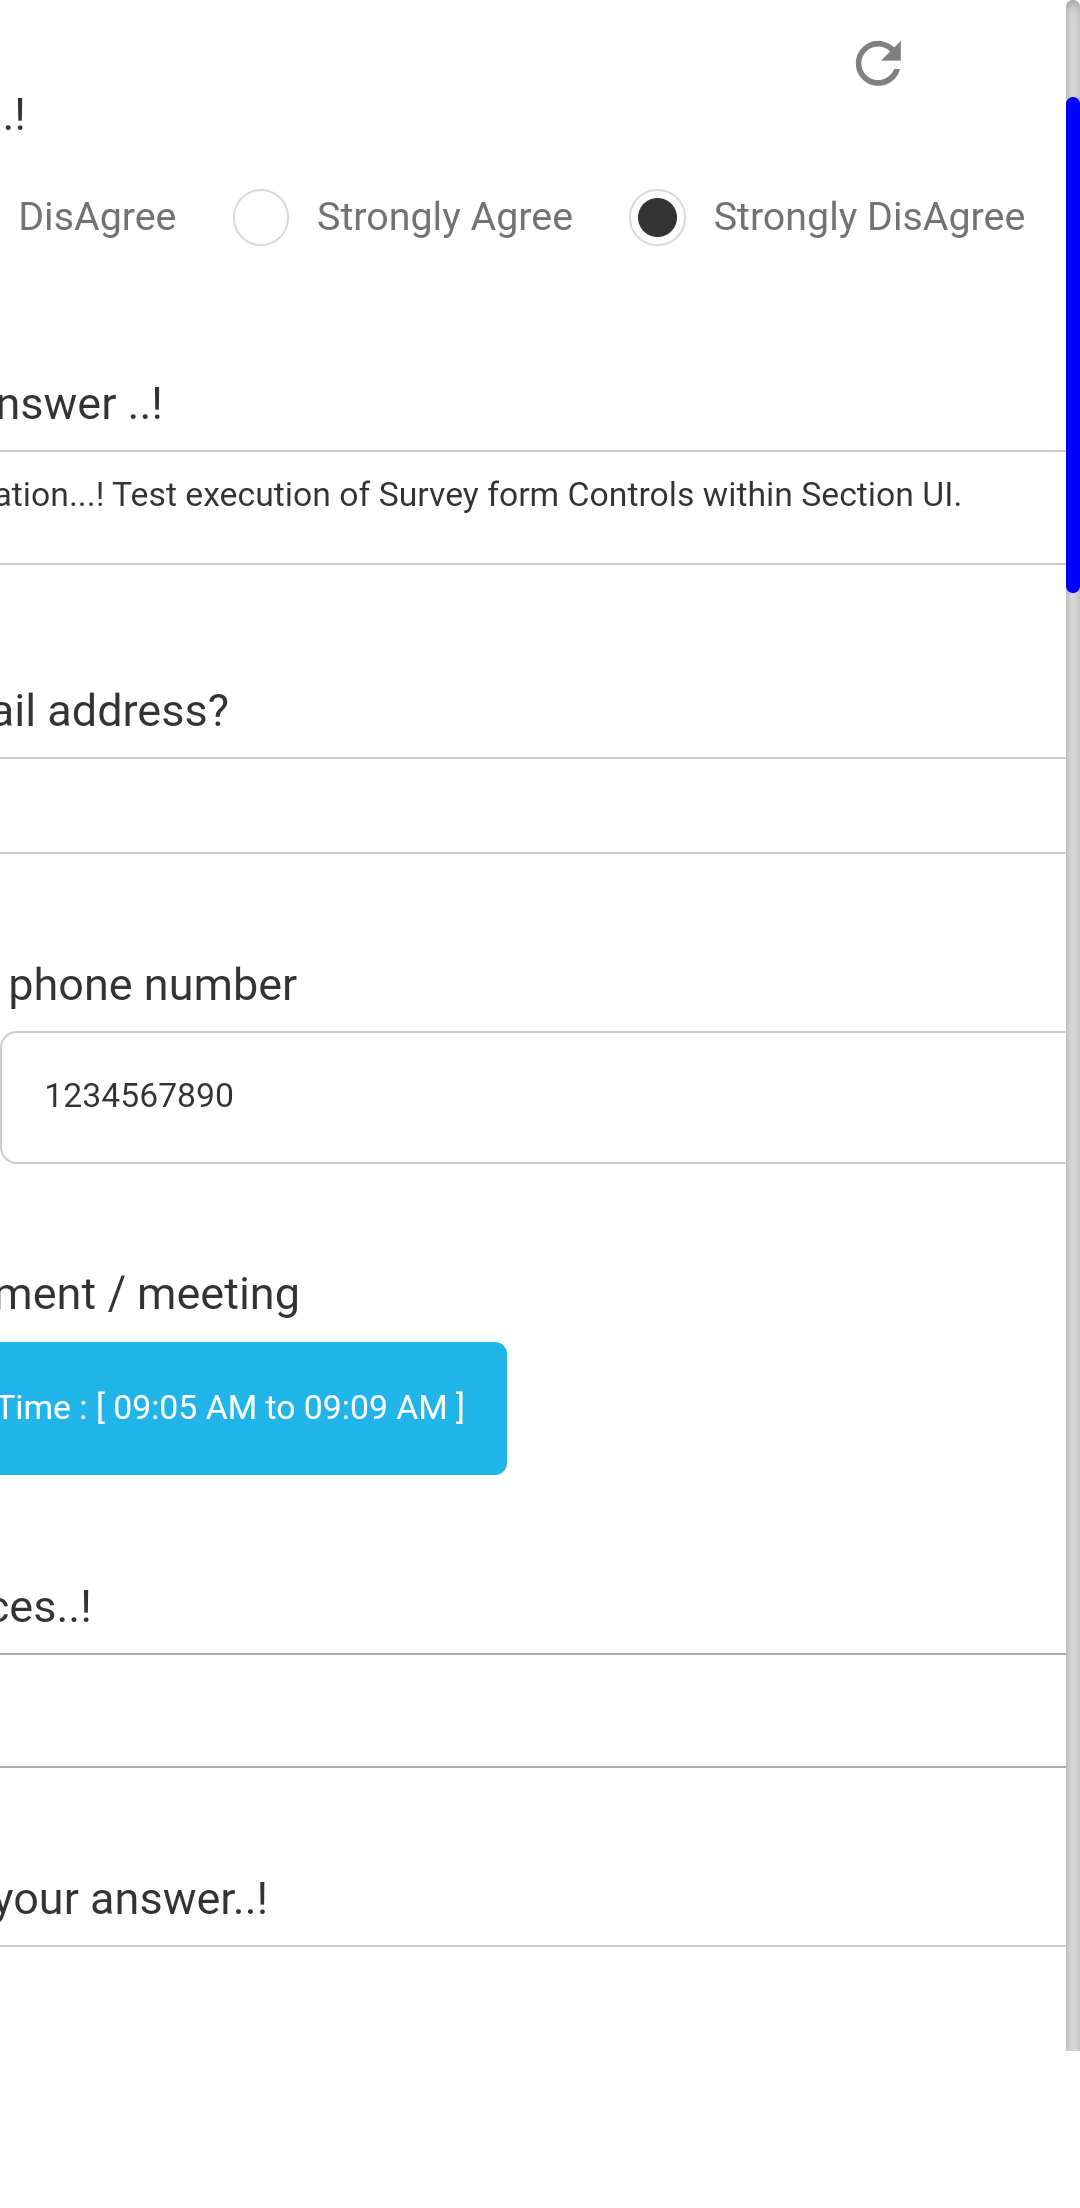 ..!
DisAgree Strongly Agree Strongly DisAgree
nswer ..!
ation...! Test execution of Survey form Controls within Section UI.
ail address?
phone number
1234567890
ment / meeting
Time : [ 09:05 AM to 09:09 AM ]
ces..!
your answer..!